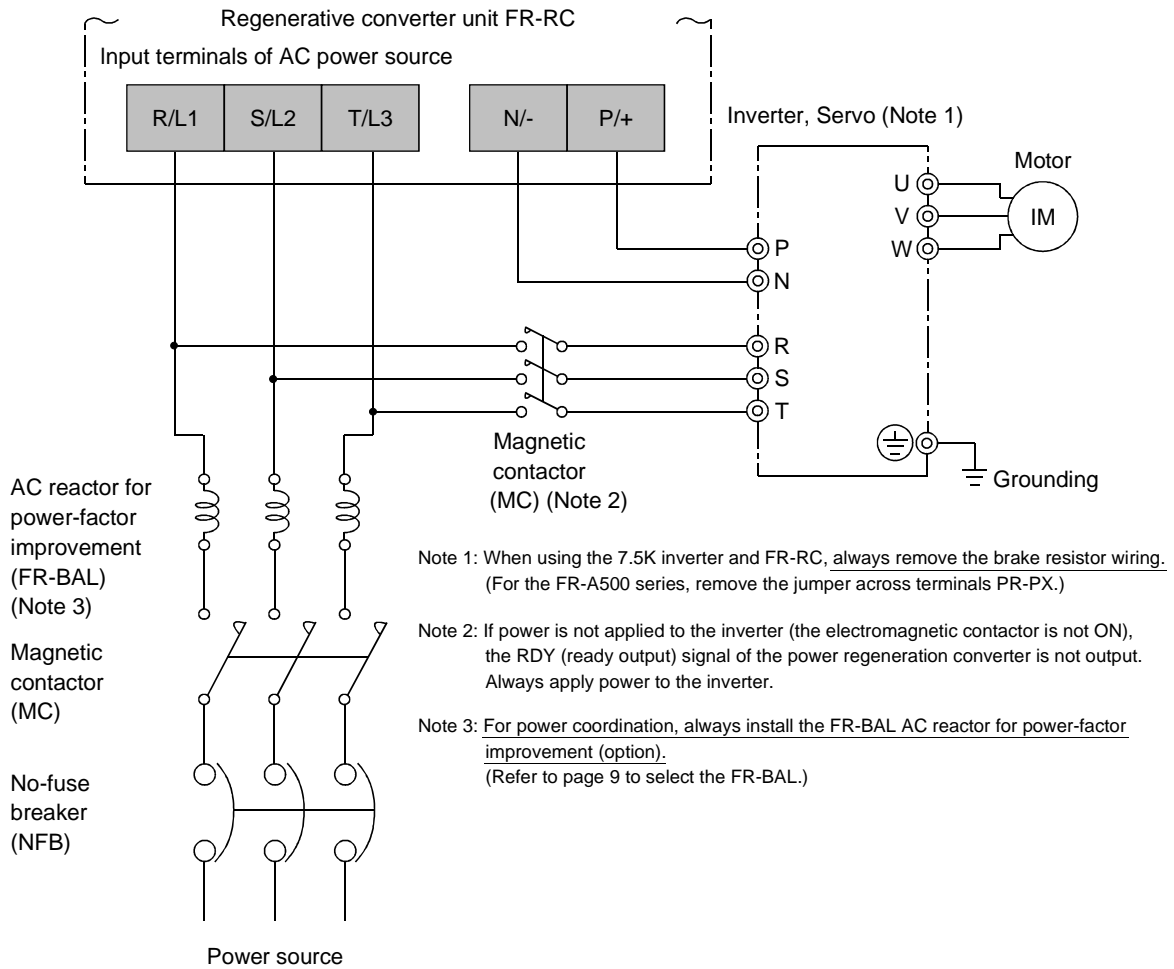 Regenerative converter unit FR-RC
Input terminals of AC power source
R/L1 S/L2 T/L3 N/- P/+
Inverter, Servo (Note 1)
Motor
U
V
W
IM
P
N
R
S
T
Magnetic
contactor
(MC) (Note 2)
Grounding
AC reactor for
power-factor
improvement
(FR-BAL)
(Note 3)
Magnetic
contactor
(MC)
No-fuse
breaker
(NFB)
Power source
Note 1: When using the 7.5K inverter and FR-RC, always remove the brake resistor wiring.
(For the FR-A500 series, remove the jumper across terminals PR-PX.)
Note 2: If power is not applied to the inverter (the electromagnetic contactor is not ON),
the RDY (ready output) signal of the power regeneration converter is not output.
Always apply power to the inverter.
Note 3: For power coordination, always install the FR-BAL AC reactor for power-factor
improvement (option).
(Refer to page 9 to select the FR-BAL.)